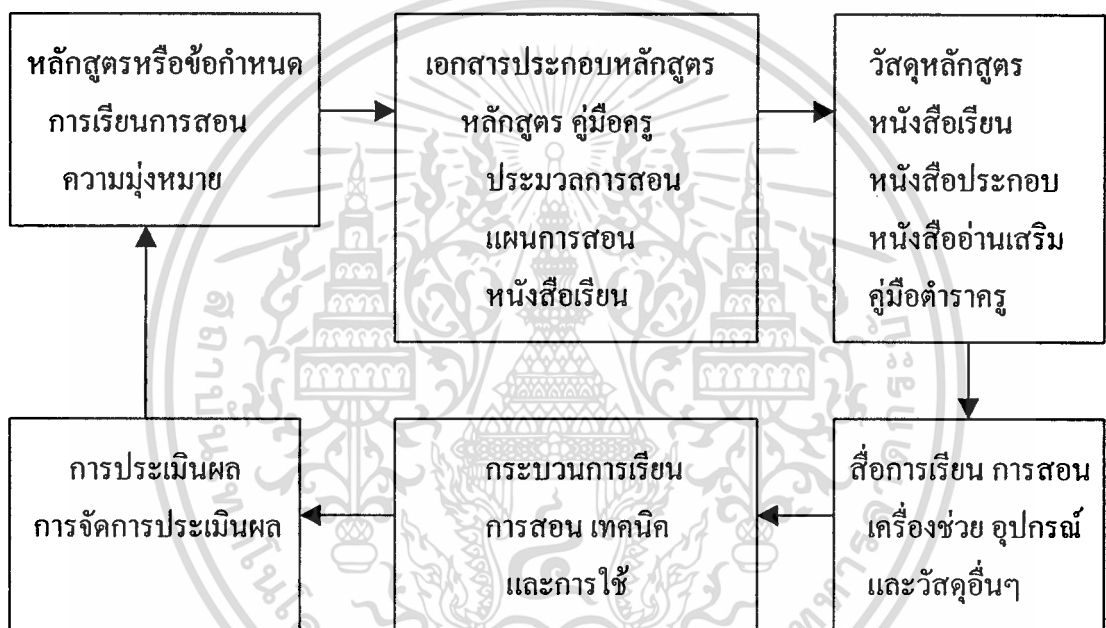 หลักสูตรหรือข้อกำหนด
การเรียนการสอน
ความมุ่งหมาย
เอกสารประกอบหลักสูตร
หลักสูตร คู่มือครู
ประมวลการสอน
แผนการสอน
หนังสือเรียน
วัสดุหลักสูตร
หนังสือเรียน
หนังสือประกอบ
หนังสืออ่านเสริม
คู่มือตำราครู
สื่อการเรียน การสอน
เครื่องช่วย อุปกรณ์
และวัสดุอื่นๆ
กระบวนการเรียน
การสอน เทคนิค
และการใช้
การประเมินผล
การจัดการประเมินผล